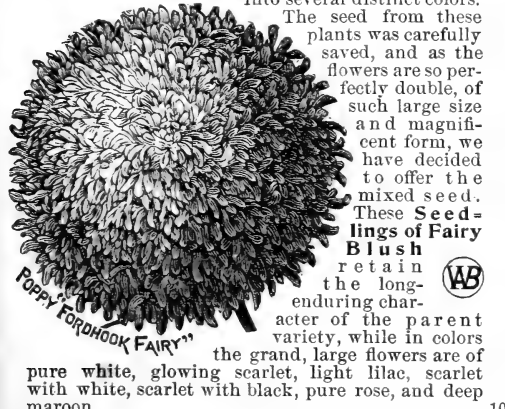 into several distinct colors.
The seed from these
plants was carefully
saved, and as the
flowers are so per-
fectly double, of
such large size
and magnifi-
cent form, we
have decided
to offer the
mixed seed.
These Seed=
lings of Fairy
Blush
retain
the long-
enduring char-
acter of the parent
variety, while in colors
the grand, large flowers are of
pure white, glowing scarlet, light lilac, scarlet
with white, scarlet with black, pure rose, and deep
maroon
10
POPPY "FORDHOOK FAIRY"
WAB